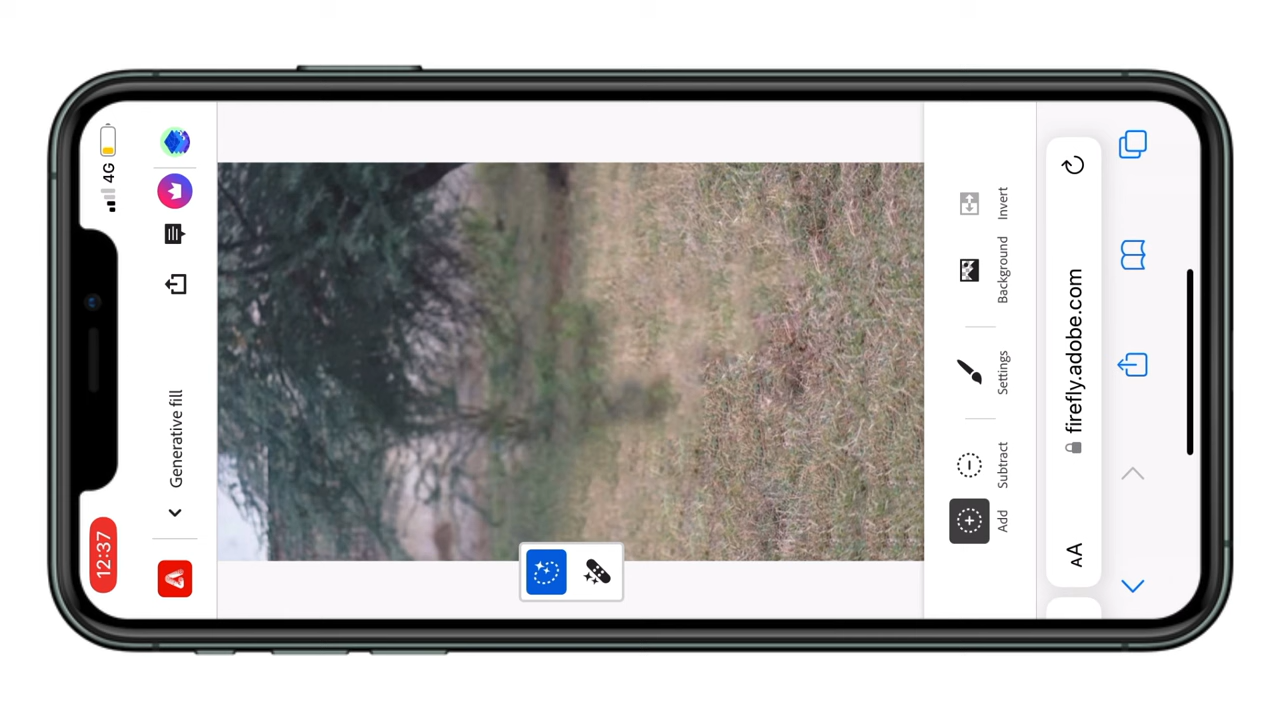 12:37
4G
Generative fill
Add
Subtract
Settings
Background
Invert
AA
firefly.adobe.com